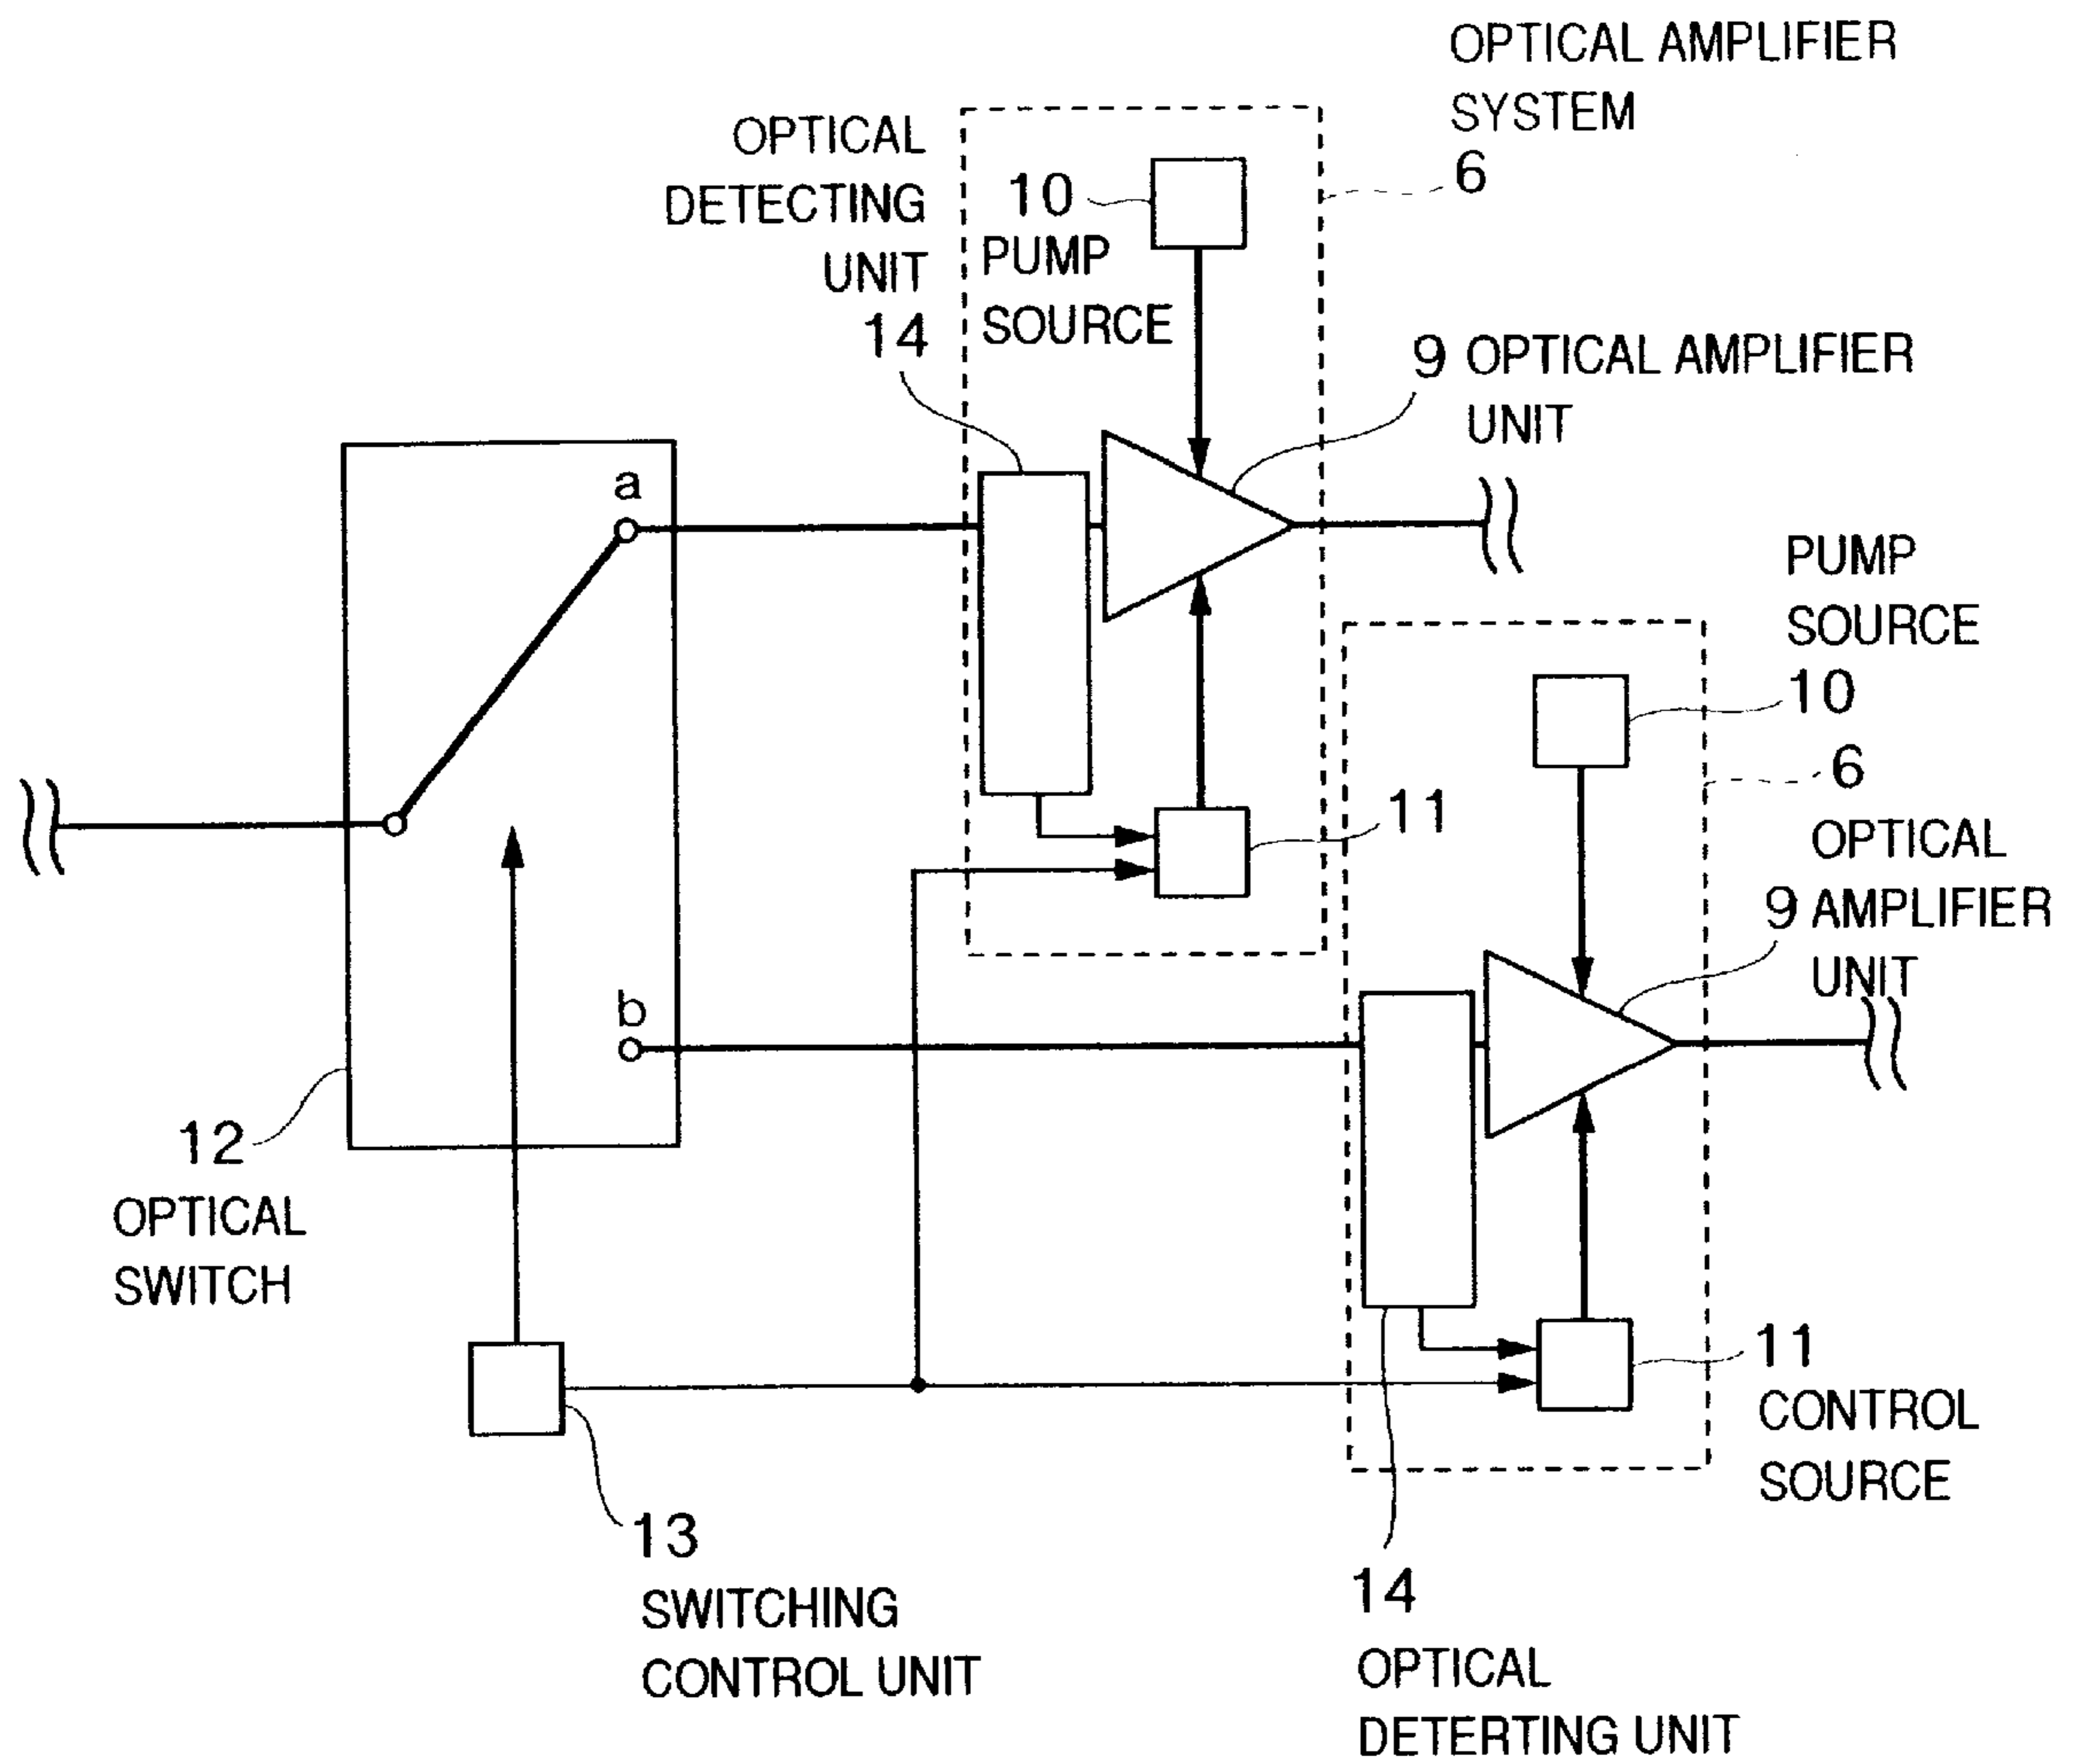 OPTICAL AMPLIFIER
SYSTEM
6
OPTICAL
DETECTING
UNIT
14
10
PUMP
SOURCE
9 OPTICAL AMPLIFIER
UNIT
a
PUMP
SOURCE
10
6
11
OPTICAL
9 AMPLIFIER
UNIT
b
12
OPTICAL
SWITCH
11
CONTROL
SOURCE
13
SWITCHING
CONTROL UNIT
14
OPTICAL
DETERTING UNIT